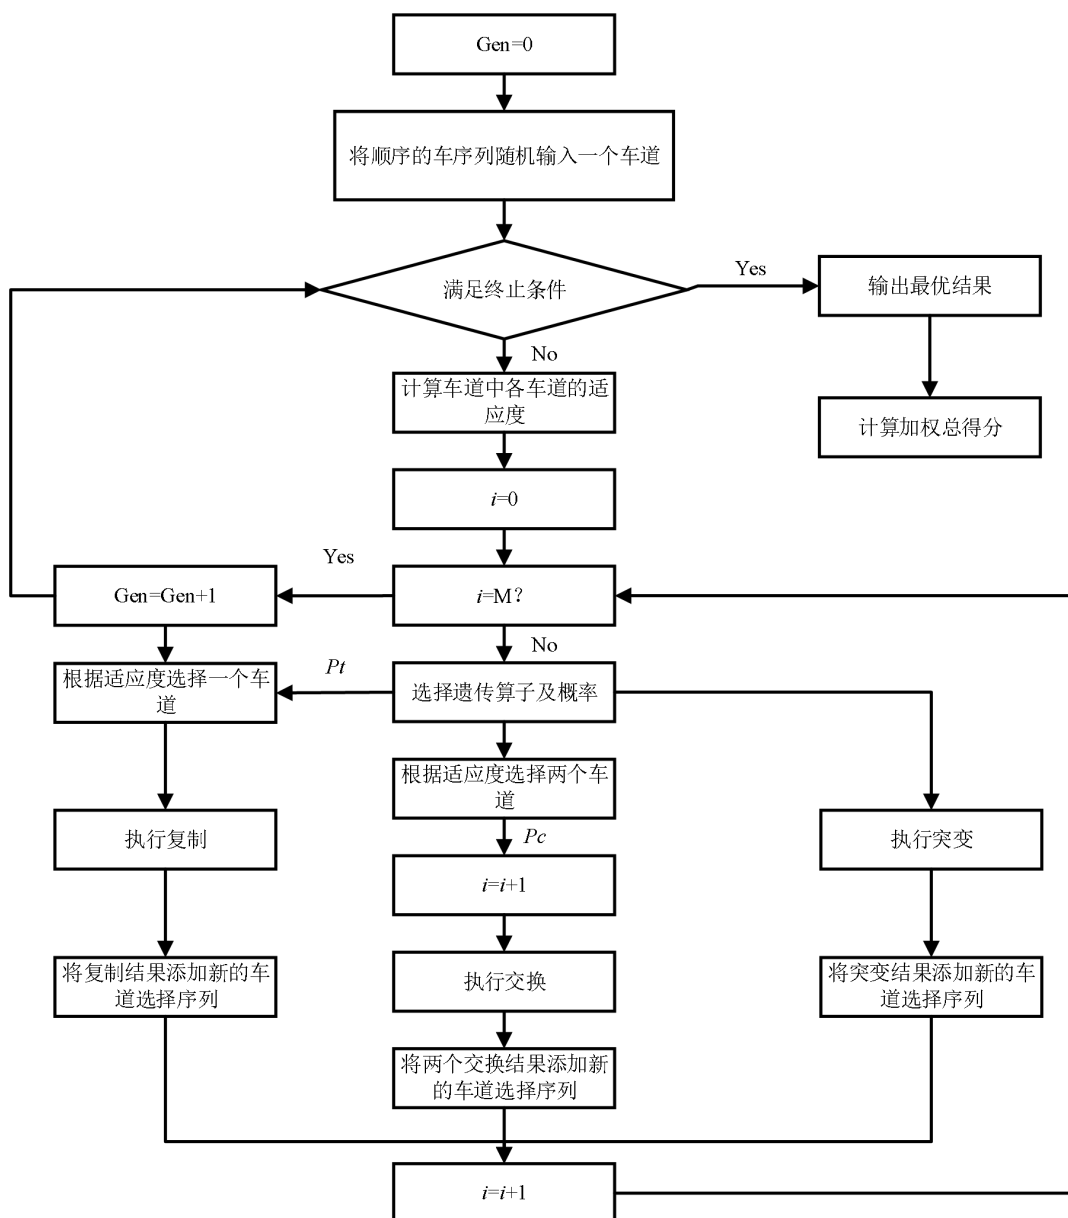 Gen=0
将顺序的车序列随机输入一个车道
满足终止条件
Yes
输出最优结果
No
计算车道中各车道的适
应度
计算加权总得分
i=0
Yes
Gen=Gen+1
i=M?
No
根据适应度选择一个车
道
Pt
选择遗传算子及概率
根据适应度选择两个车
道
Pc
执行复制
执行突变
i=i+1
执行交换
将复制结果添加新的车
道选择序列
将突变结果添加新的车
道选择序列
将两个交换结果添加新
的车道选择序列
i=i+1